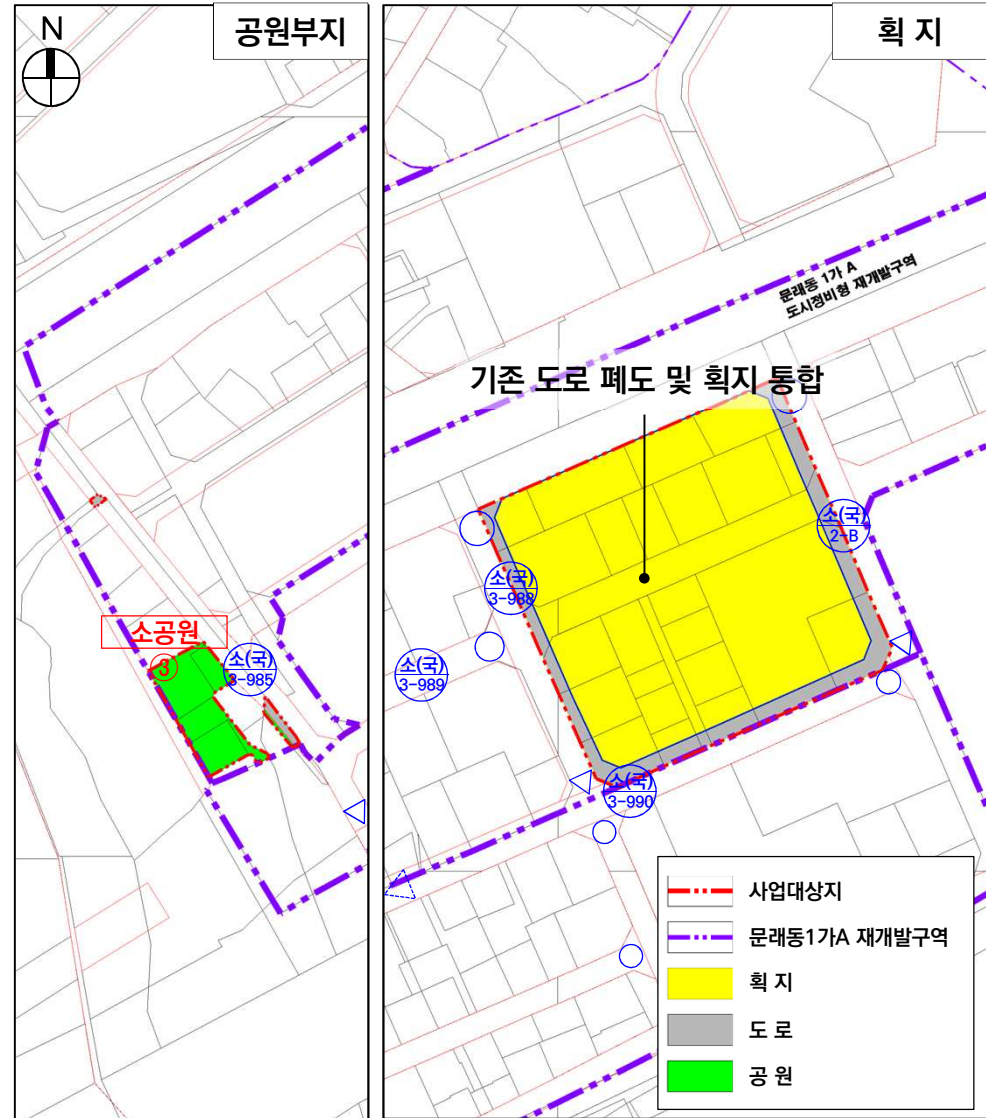 N
공원부지
획 지
문래동 1가 A
도시정비형 재개발구역
기존 도로 폐도 및 획지 통합
소(국)
2-B
소(국)
3-988
소공원
3
소(국)
3-985
소(국)
3-989
소(국)
3-990
사업대상지
문래동1가A 재개발구역
획 지
도 로
공 원